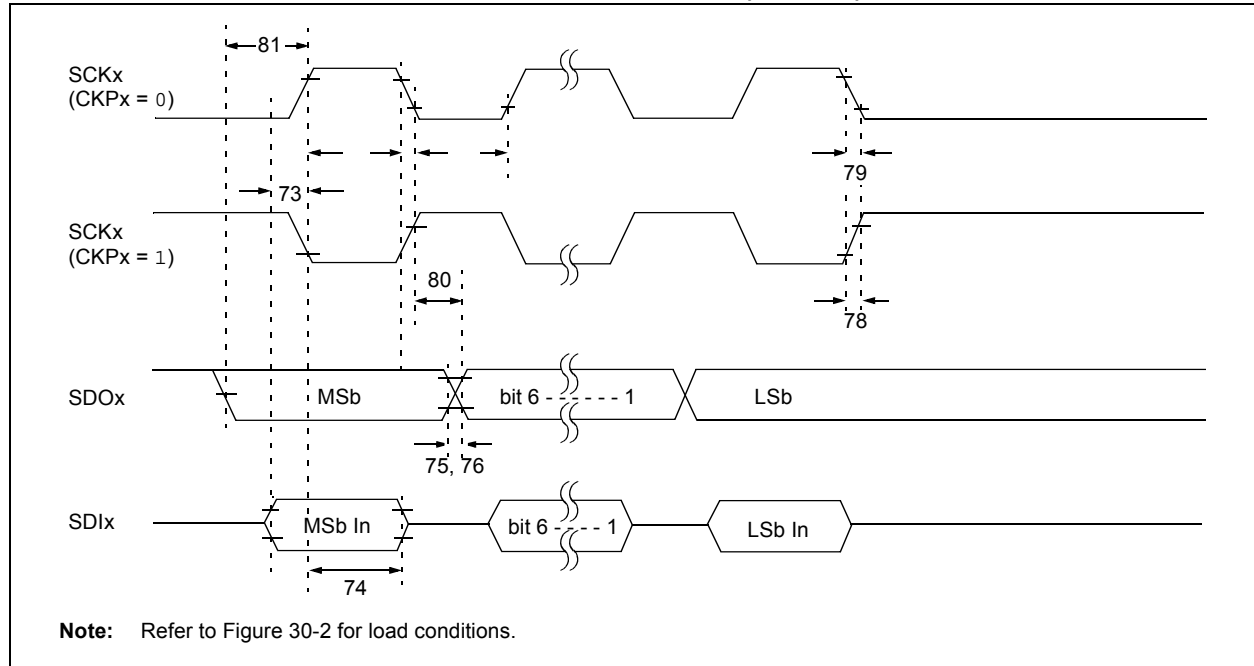 81
SCKx
(CKPx = 0)
73
79
SCKx
(CKPx = 1)
80
78
SDOx
MSb
bit 6 - - - - - - 1
LSb
75, 76
SDIx
MSb In
bit 6 - - - - 1
LSb In
74
Note: Refer to Figure 30-2 for load conditions.